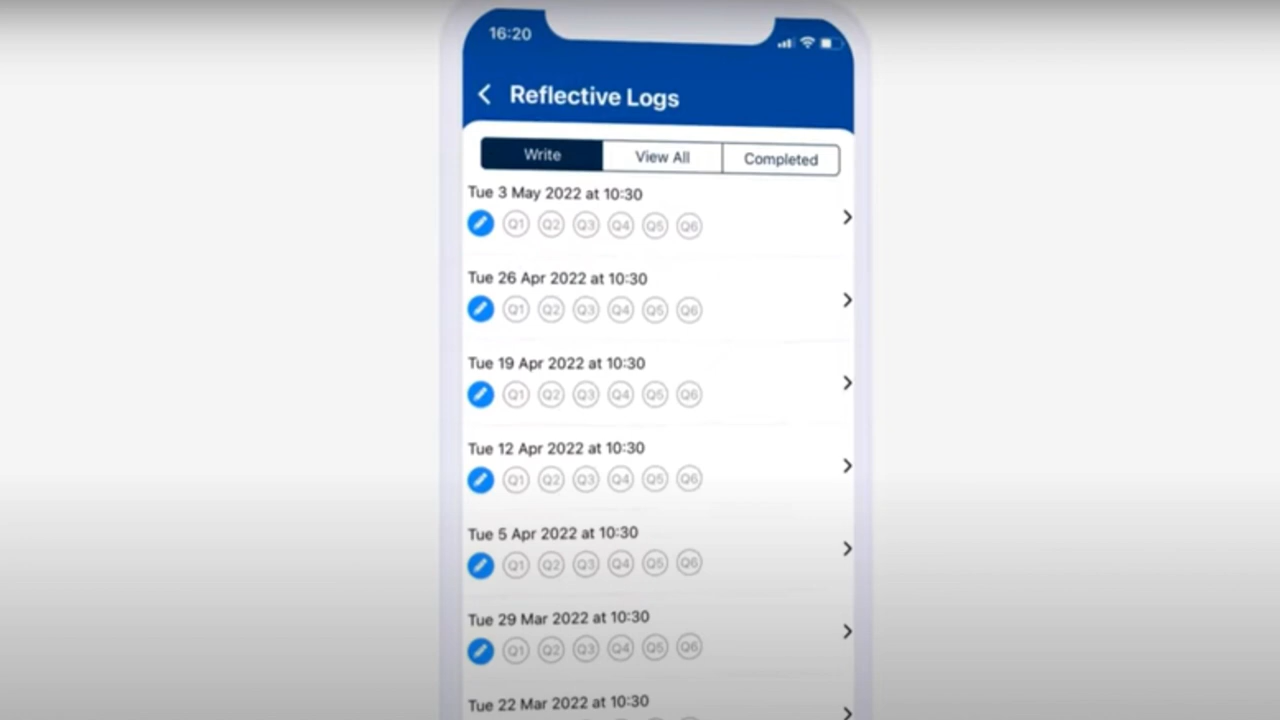 16:20
Reflective Logs
Write View All Completed
Tue 3 May 2022 at 10:30
Q1 Q2 Q3 Q4 Q5 Q6
Tue 26 Apr 2022 at 10:30
Q1 Q2 Q3 Q4 Q5 Q6
Tue 19 Apr 2022 at 10:30
Q1 Q2 Q3 Q4 Q5 Q6
Tue 12 Apr 2022 at 10:30
Q1 Q2 Q3 Q4 Q5 Q6
Tue 5 Apr 2022 at 10:30
Q1 Q2 Q3 Q4 Q5 Q6
Tue 29 Mar 2022 at 10:30
Q1 Q2 Q3 Q4 Q5 Q6
Tue 22 Mar 2022 at 10:30